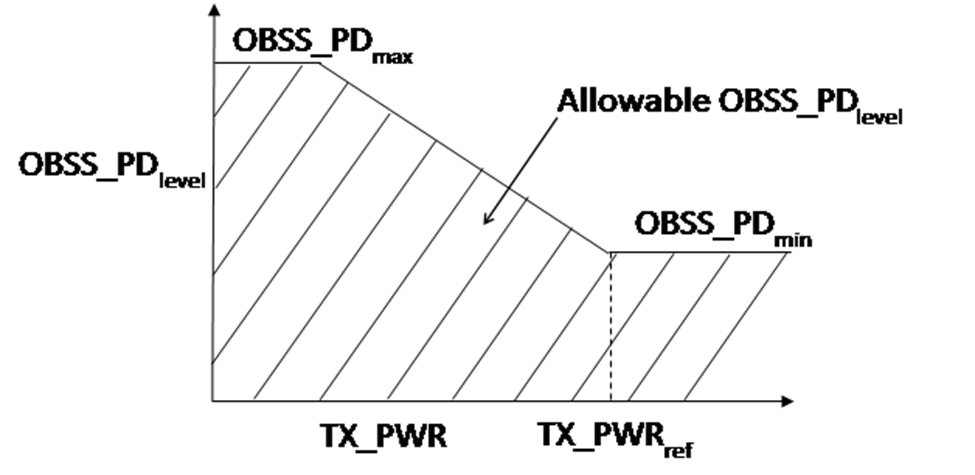 OBSS_PDmax
Allowable OBSS_PDlevel
OBSS_PDlevel
OBSS_PDmin
TX_PWR
TX_PWRref